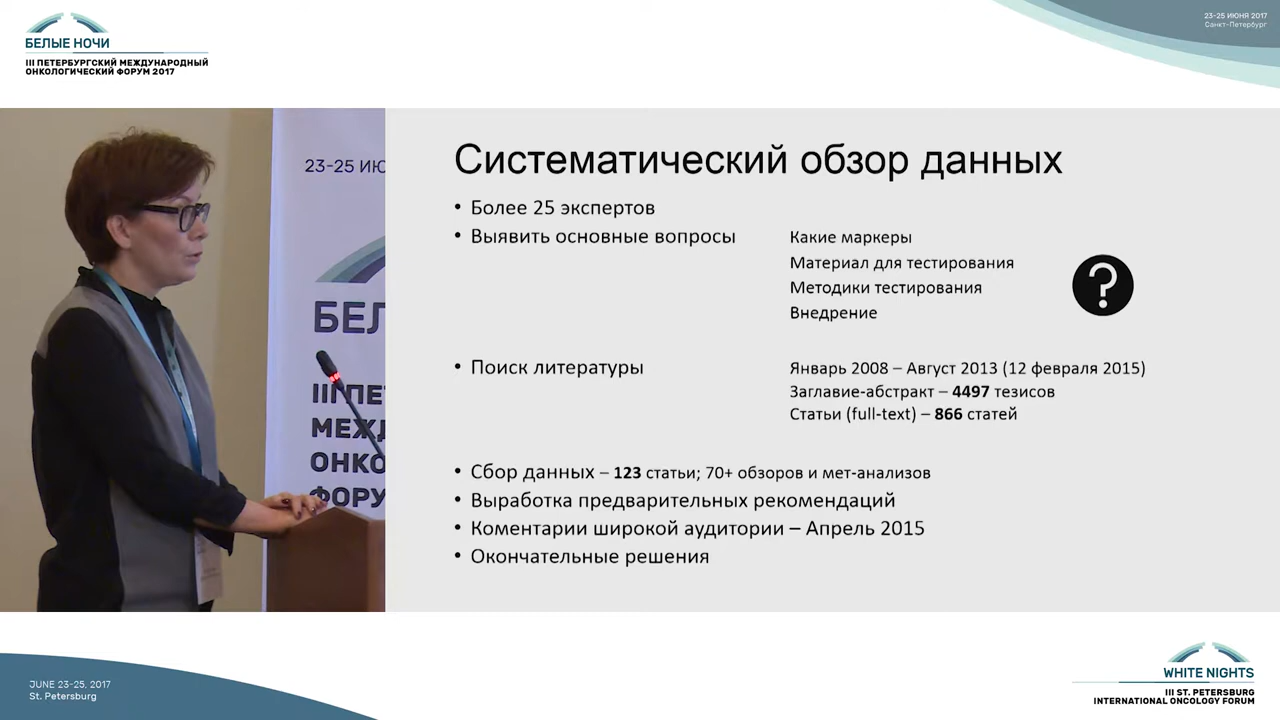 БЕЛЫЕ НОЧИ
III ПЕТЕРБУРГСКИЙ МЕЖДУНАРОДНЫЙ
ОНКОЛОГИЧЕСКИЙ ФОРУМ 2017
23-25 ИЮНЯ 2017
Санкт-Петербург
23-25 ИЮ
БЕЛ
III ПЕ
МЕЖД
ОНКО
ФОРУ
Систематический обзор данных
• Более 25 экспертов
• Выявить основные вопросы
Какие маркеры
Материал для тестирования
Методики тестирования
Внедрение
?
• Поиск литературы
Январь 2008 – Август 2013 (12 февраля 2015)
Заглавие-абстракт – 4497 тезисов
Статьи (full-text) – 866 статей
• Сбор данных – 123 статьи; 70+ обзоров и мет-анализов
• Выработка предварительных рекомендаций
• Коментарии широкой аудитории – Апрель 2015
• Окончательные решения
JUNE 23-25, 2017
St. Petersburg
WHITE NIGHTS
III ST. PETERSBURG
INTERNATIONAL ONCOLOGY FORUM